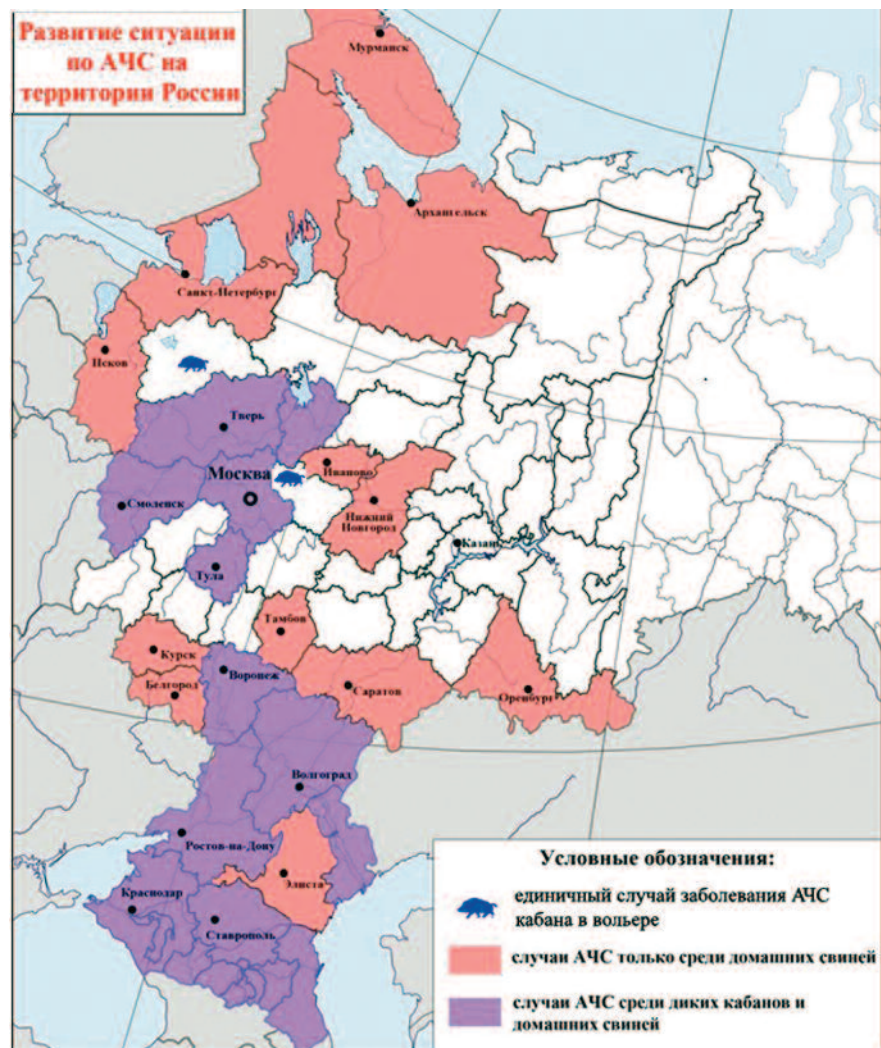 Развитие ситуации
по АЧС на
территории России
Мурманск
Архангельск
Санкт-Петербург
Псков
Тверь
Москва
Иваново
Смоленск
Нижний
Новгород
Казань
Тула
Тамбов
Курск
Воронеж
Белгород
Саратов
Оренбург
Волгоград
Ростов-на-Дону
Элиста
Краснодар
Ставрополь
Условные обозначения:
единичный случай заболевания АЧС
кабана в вольере
случаи АЧС только среди домашних свиней
случаи АЧС среди диких кабанов и
домашних свиней